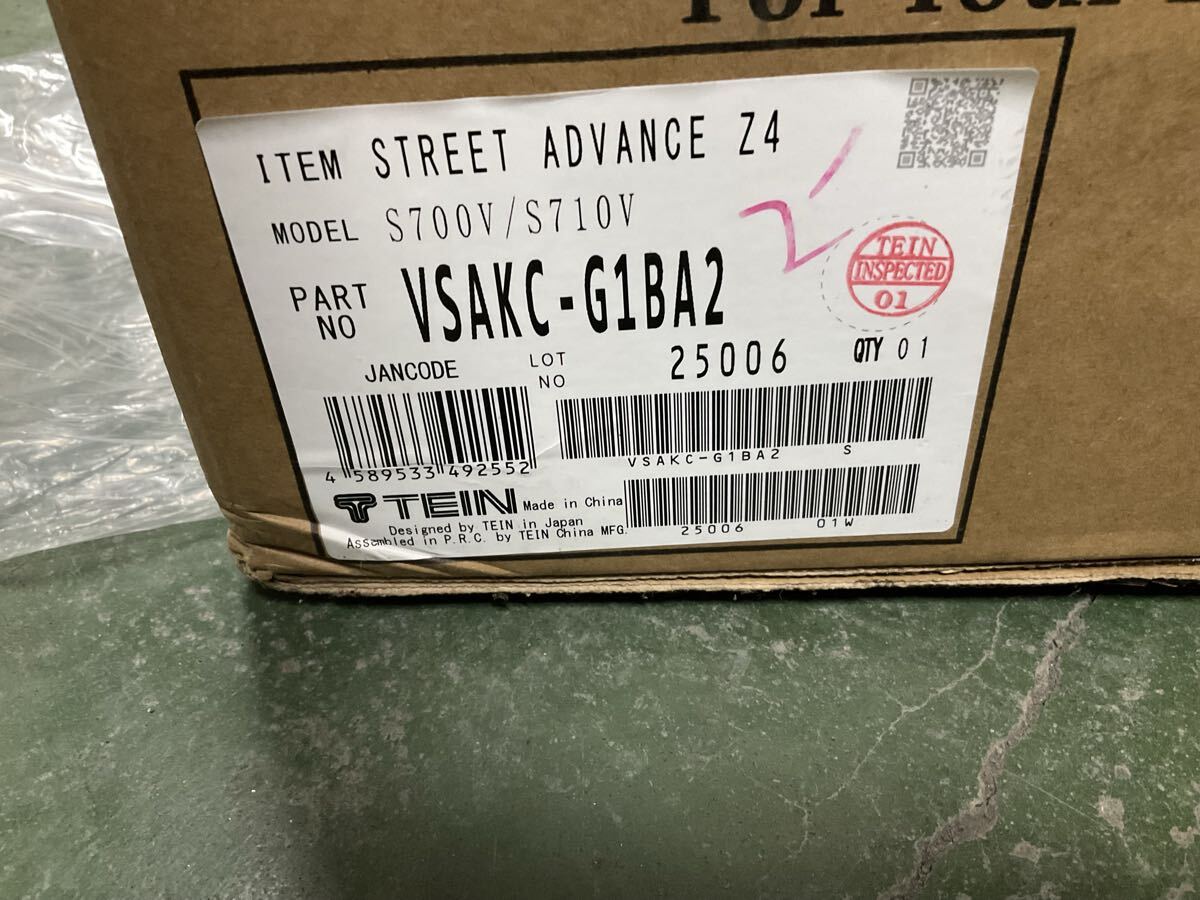 For Your
ITEM STREET ADVANCE Z4
MODEL S700V/S710V
PART NO VSAKC-G1BA2
TEIN
INSPECTED
01
JANCODE
LOT NO 25006 QTY 01
4 589533 492552
VSAKC-G1BA2 S
TEIN Made in China
Designed by TEIN in Japan
Assembled in P.R.C. by TEIN China MFG.
25006 01W